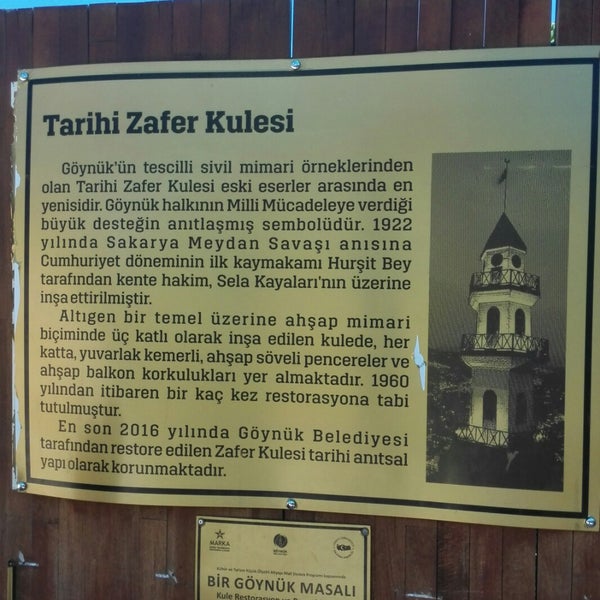 Tarihi Zafer Kulesi
Göynük'ün tescilli sivil mimari örneklerinden
olan Tarihi Zafer Kulesi eski eserler arasında en
yenisidir. Göynük halkının Milli Mücadeleye verdiği
büyük desteğin anıtlaşmış sembolüdür. 1922
yılında Sakarya Meydan Savaşı anısına
Cumhuriyet döneminin ilk kaymakamı Hurşit Bey
tarafından kente hakim, Sela Kayaları'nın üzerine
inşa ettirilmiştir.
Altıgen bir temel üzerine ahşap mimari
biçiminde üç katlı olarak inşa edilen kulede, her
katta, yuvarlak kemerli, ahşap söveli pencereler ve
ahşap balkon korkulukları yer almaktadır. 1960
yılından itibaren bir kaç kez restorasyona tabi
tutulmuştur.
En son 2016 yılında Göynük Belediyesi
tarafından restore edilen Zafer Kulesi tarihi anıtsal
yapı olarak korunmaktadır.
MARKA
BİR GÖYNÜK MASALI
Kule Restorasyon